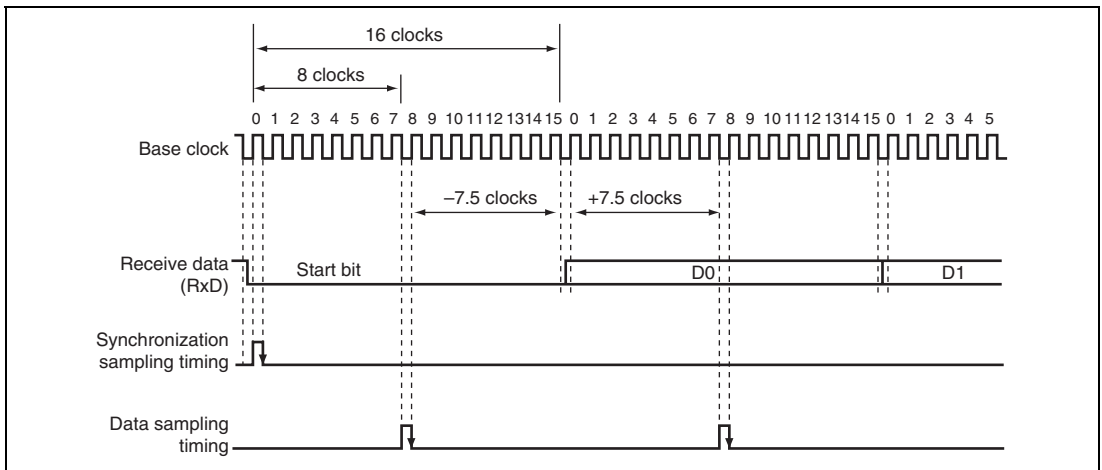 16 clocks
8 clocks
0 1 2 3 4 5 6 7 8 9 10 11 12 13 14 15 0 1 2 3 4 5 6 7 8 9 10 11 12 13 14 15 0 1 2 3 4 5
Base clock
–7.5 clocks +7.5 clocks
Receive data
(RxD)
Start bit D0 D1
Synchronization
sampling timing
Data sampling
timing